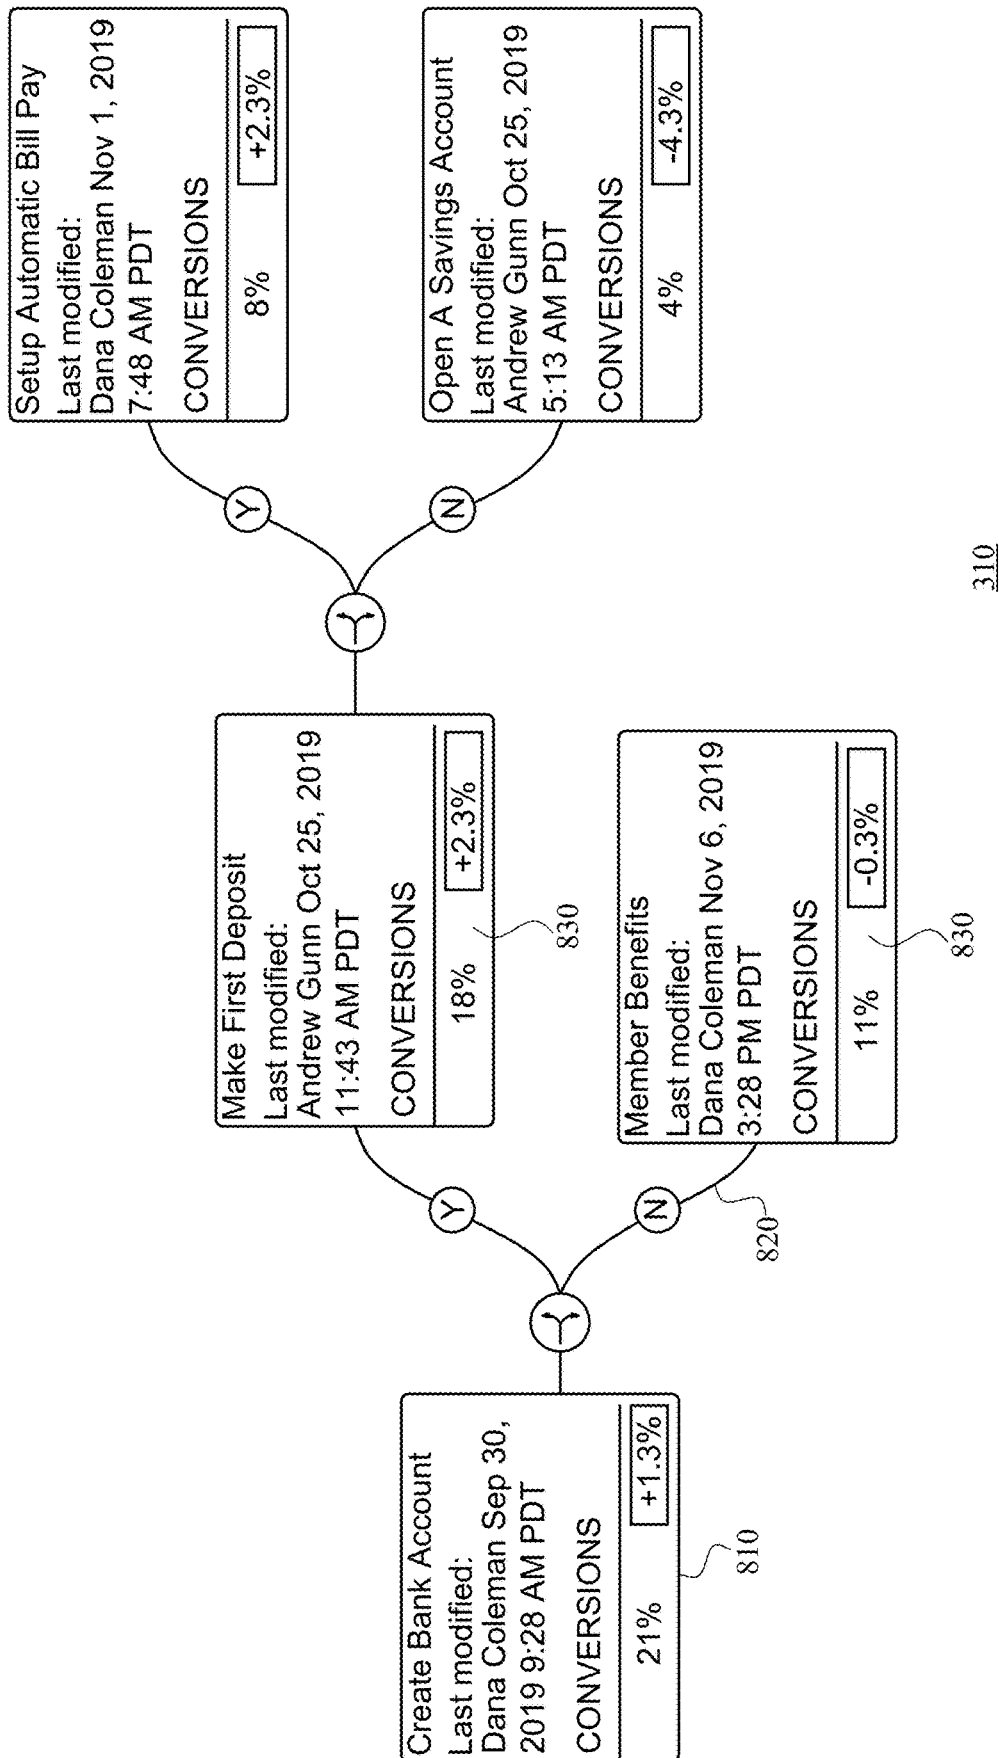 Create Bank Account
Last modified:
Dana Coleman Sep 30,
2019 9:28 AM PDT
CONVERSIONS
21%
+1.3%
810
Y
N
820
Make First Deposit
Last modified:
Andrew Gunn Oct 25, 2019
11:43 AM PDT
CONVERSIONS
18%
+2.3%
830
Member Benefits
Last modified:
Dana Coleman Nov 6, 2019
3:28 PM PDT
CONVERSIONS
11%
-0.3%
830
Y
N
Setup Automatic Bill Pay
Last modified:
Dana Coleman Nov 1, 2019
7:48 AM PDT
CONVERSIONS
8%
+2.3%
Open A Savings Account
Last modified:
Andrew Gunn Oct 25, 2019
5:13 AM PDT
CONVERSIONS
4%
-4.3%
310